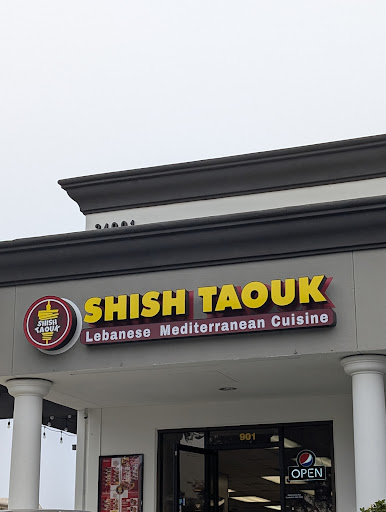 SHISH TAOUK
SHISH
TAOUK
Lebanese Mediterranean Cuisine
901
OPEN